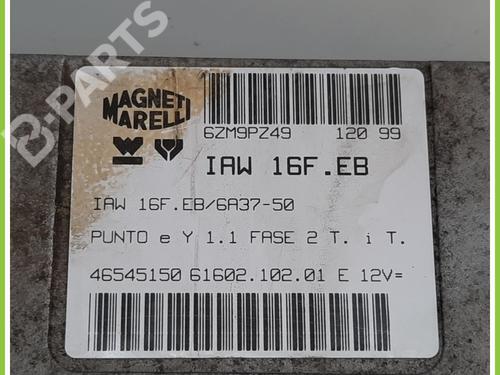 B-PARTS
MAGNETI
MARELLI
6ZM9PZ49 120 99
IAW 16F.EB
IAW 16F.EB/6A37-50
PUNTO e Y 1.1 FASE 2 T. i T.
46545150 61602.102.01 E 12V=